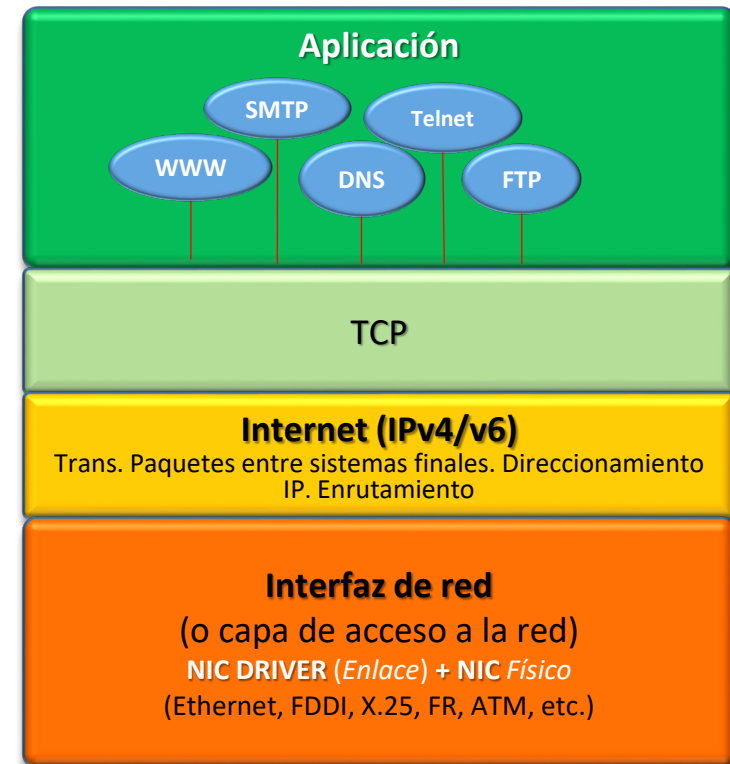 Aplicación
SMTP
Telnet
WWW
DNS
FTP
TCP
Internet (IPv4/v6)
Trans. Paquetes entre sistemas finales. Direccionamiento
IP. Enrutamiento
Interfaz de red
(o capa de acceso a la red)
NIC DRIVER (Enlace) + NIC Físico
(Ethernet, FDDI, X.25, FR, ATM, etc.)